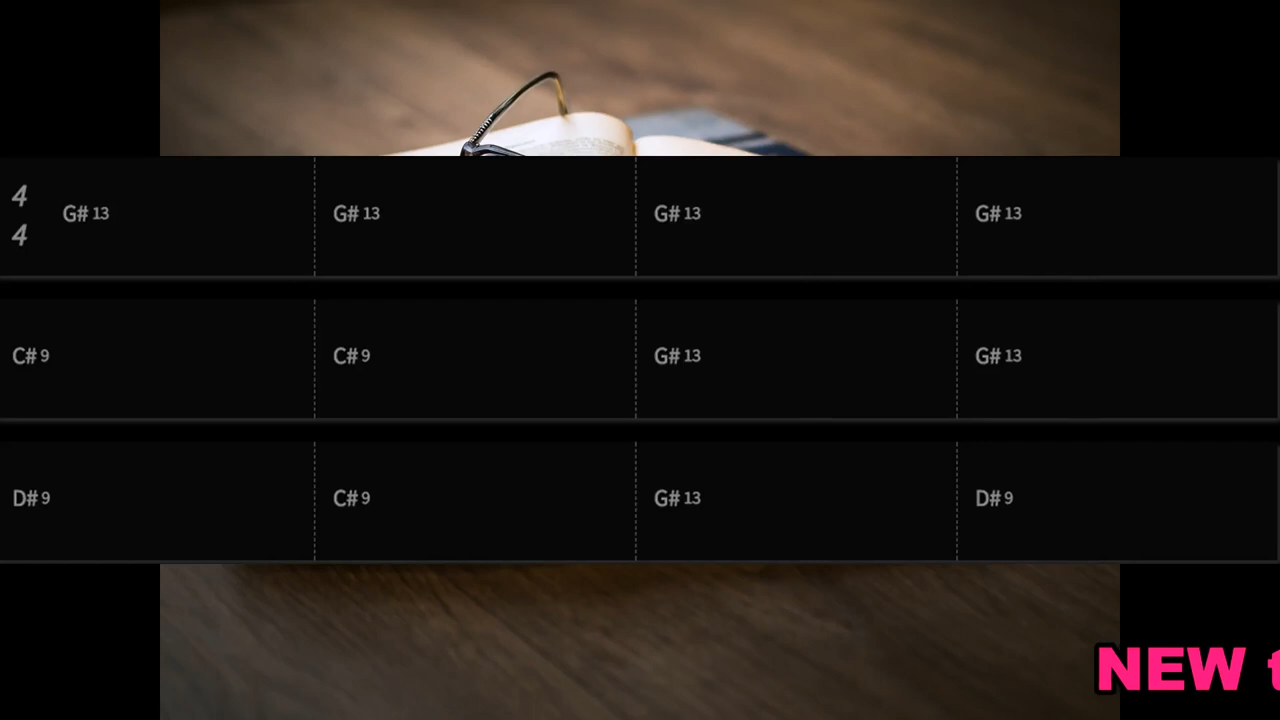 4
4
G# 13 G# 13 G# 13 G# 13
C# 9 C# 9 G# 13 G# 13
D# 9 C# 9 G# 13 D# 9
NEW